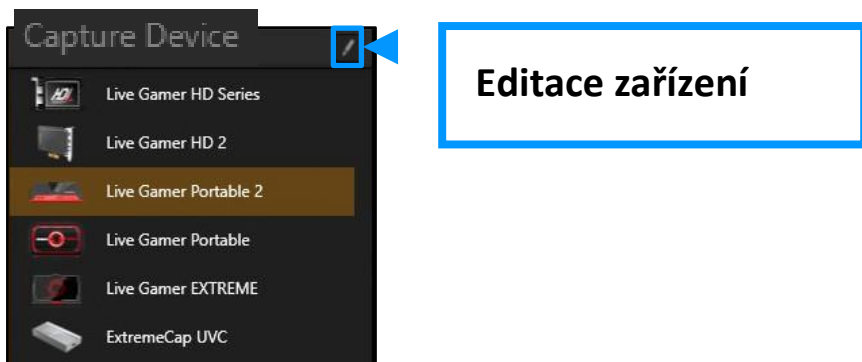 Capture Device
Editace zařízení
Live Gamer HD Series
Live Gamer HD 2
Live Gamer Portable 2
Live Gamer Portable
Live Gamer EXTREME
ExtremeCap UVC